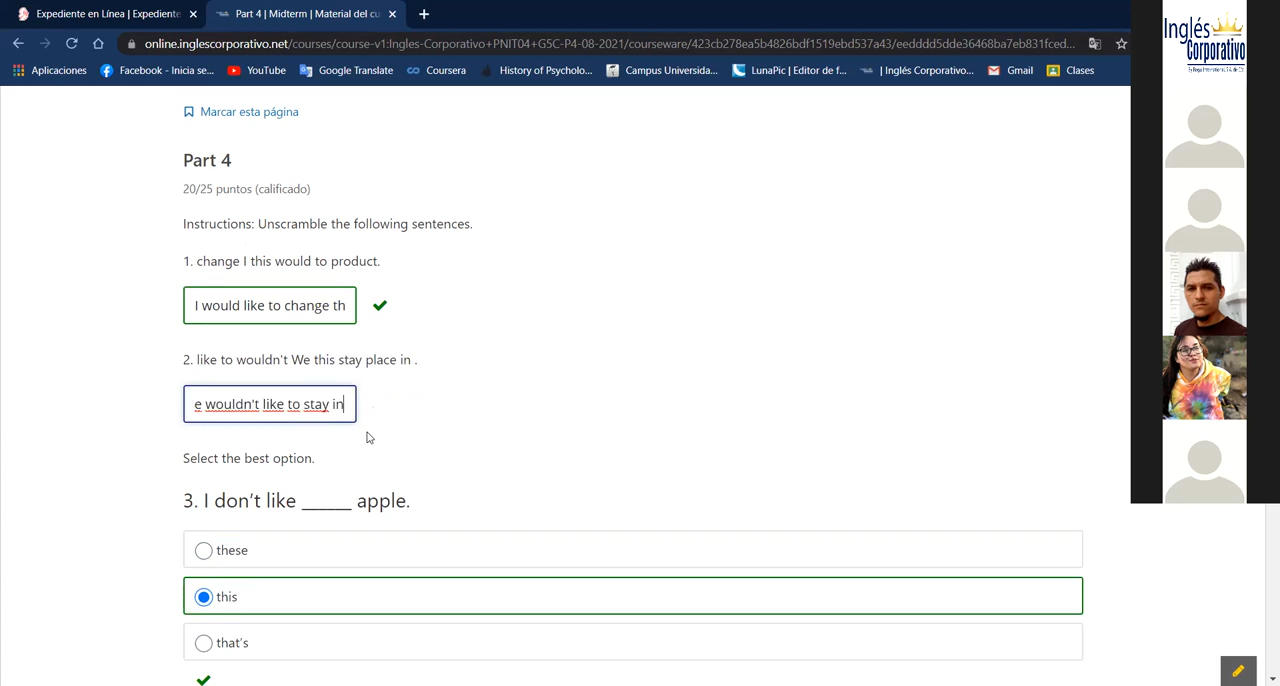 Expediente en Línea | Expediente
Part 4 | Midterm | Material del cu
online.inglescorporativo.net/courses/course-v1:Ingles-Corporativo+PNIT04+G5C-P4-08-2021/courseware/423cb278ea5b4826bdf1519ebd537a43/eedddd5dde36468ba7eb831fced...
Aplicaciones
Facebook - Inicia se...
YouTube
Google Translate
Coursera
History of Psycholo...
Campus Universida...
LunaPic | Editor de f...
| Inglés Corporativo...
Gmail
Clases
Inglés
Corporativo
Marcar esta página
Part 4
20/25 puntos (calificado)
Instructions: Unscramble the following sentences.
1. change I this would to product.
I would like to change th
2. like to wouldn't We this stay place in .
e wouldn't like to stay in
Select the best option.
3. I don't like ______ apple.
these
this
that's